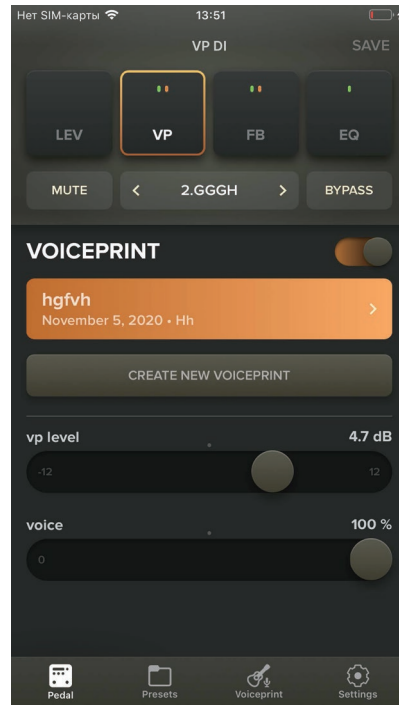 Нет SIM-карты 13:51
VP DI SAVE
LEV VP FB EQ
MUTE < 2.GGGH > BYPASS
VOICEPRINT
hgfvh
November 5, 2020 • Hh
CREATE NEW VOICEPRINT
vp level 4.7 dB
-12 12
voice 100 %
0
Pedal Presets Voiceprint Settings